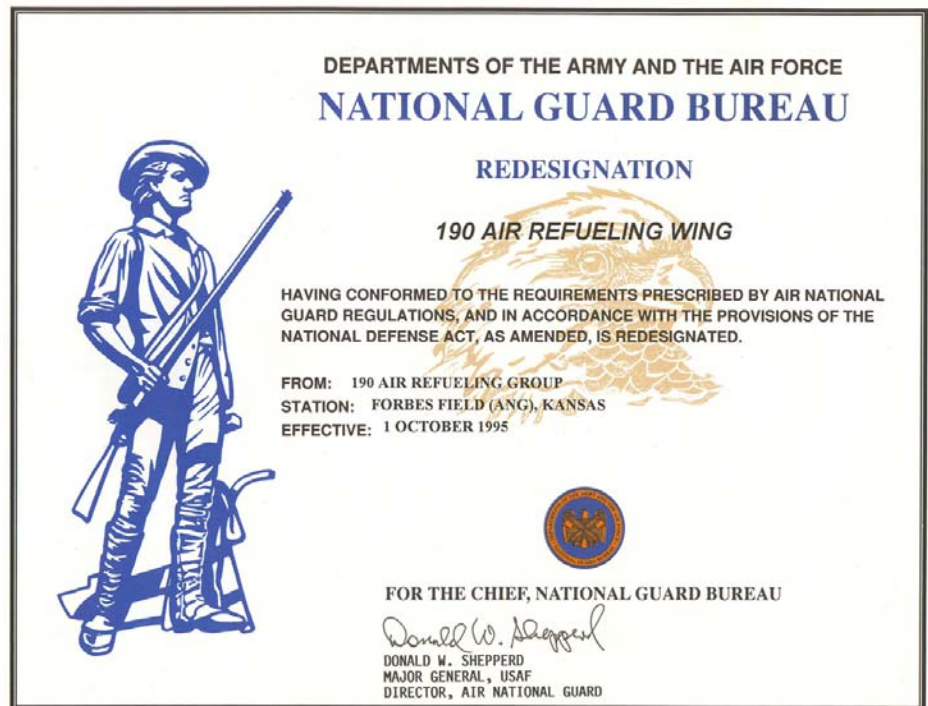 DEPARTMENTS OF THE ARMY AND THE AIR FORCE
NATIONAL GUARD BUREAU
REDESIGNATION
190 AIR REFUELING WING
HAVING CONFORMED TO THE REQUIREMENTS PRESCRIBED BY AIR NATIONAL
GUARD REGULATIONS, AND IN ACCORDANCE WITH THE PROVISIONS OF THE
NATIONAL DEFENSE ACT, AS AMENDED, IS REDESIGNATED.
FROM: 190 AIR REFUELING GROUP
STATION: FORBES FIELD (ANG), KANSAS
EFFECTIVE: 1 OCTOBER 1995
FOR THE CHIEF, NATIONAL GUARD BUREAU
Donald W. Shepperd
DONALD W. SHEPPERD
MAJOR GENERAL, USAF
DIRECTOR, AIR NATIONAL GUARD